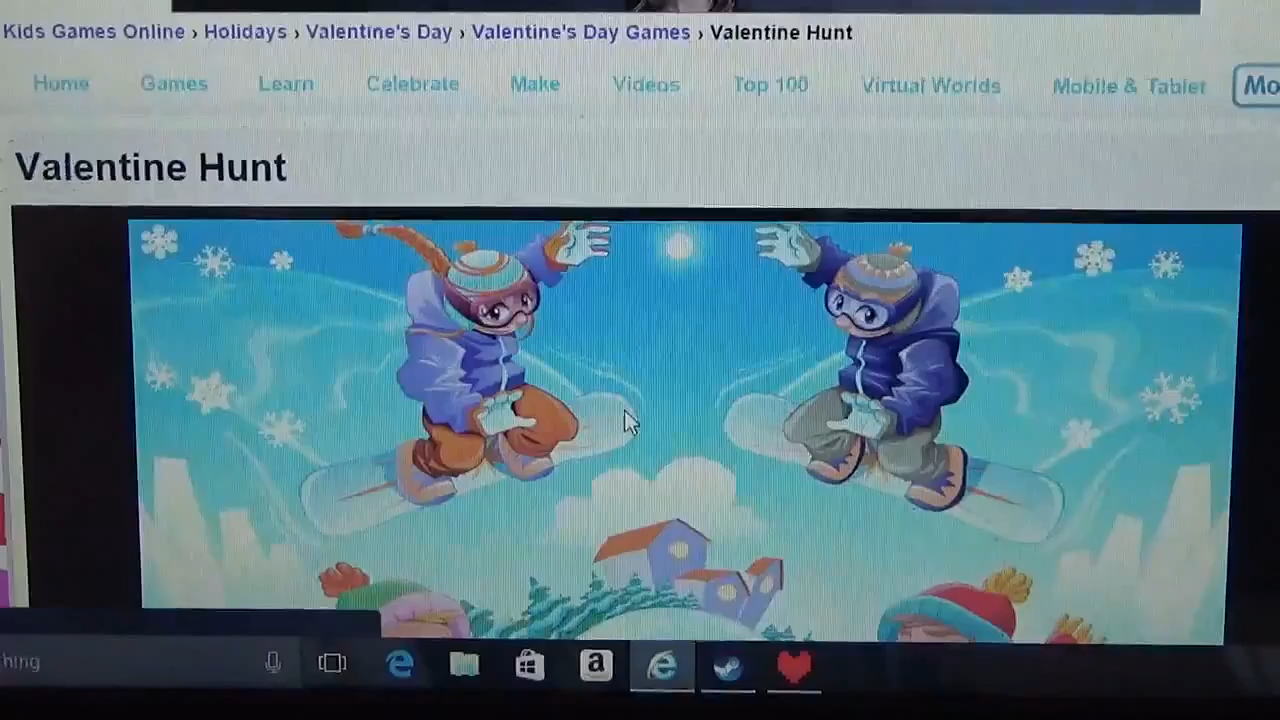 Kids Games Online › Holidays › Valentine's Day › Valentine's Day Games › Valentine Hunt
Home Games Learn Celebrate Make Videos Top 100 Virtual Worlds Mobile & Tablet Mo
Valentine Hunt
hing
a